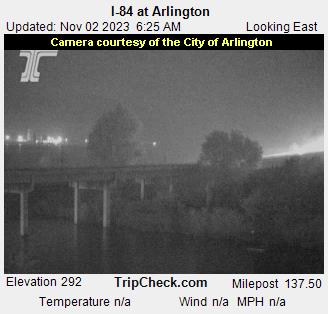 I-84 at Arlington
Updated: Nov 02 2023 6:25 AM Looking East
Camera courtesy of the City of Arlington
Elevation 292 TripCheck.com Milepost 137.50
Temperature n/a Wind n/a MPH n/a